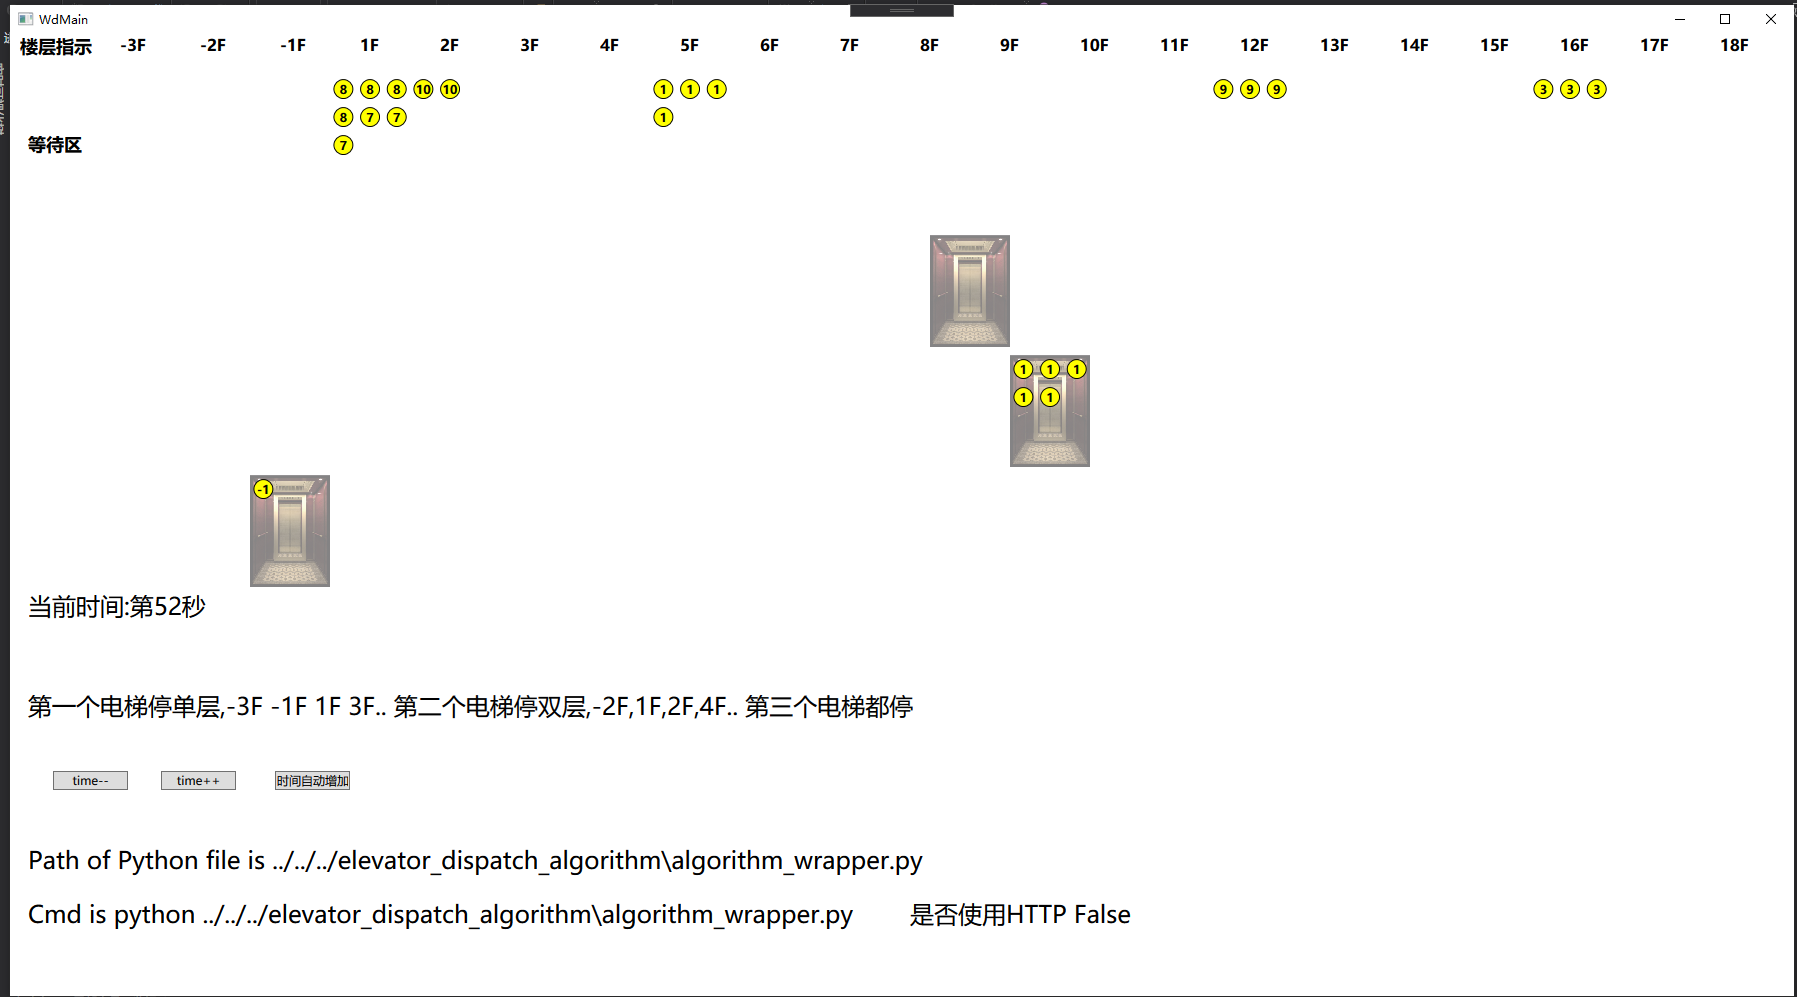 WdMain
楼层指示 -3F -2F -1F 1F 2F 3F 4F 5F 6F 7F 8F 9F 10F 11F 12F 13F 14F 15F 16F 17F 18F
8 8 8 10 10 1 1 1 9 9 9 3 3 3
8 7 7 1
等待区 7
1 1 1
1 1
-1
当前时间:第52秒
第一个电梯停单层,-3F -1F 1F 3F.. 第二个电梯停双层,-2F,1F,2F,4F.. 第三个电梯都停
time-- time++ 时间自动增加
Path of Python file is ../../../elevator_dispatch_algorithm\algorithm_wrapper.py
Cmd is python ../../../elevator_dispatch_algorithm\algorithm_wrapper.py 是否使用HTTP False